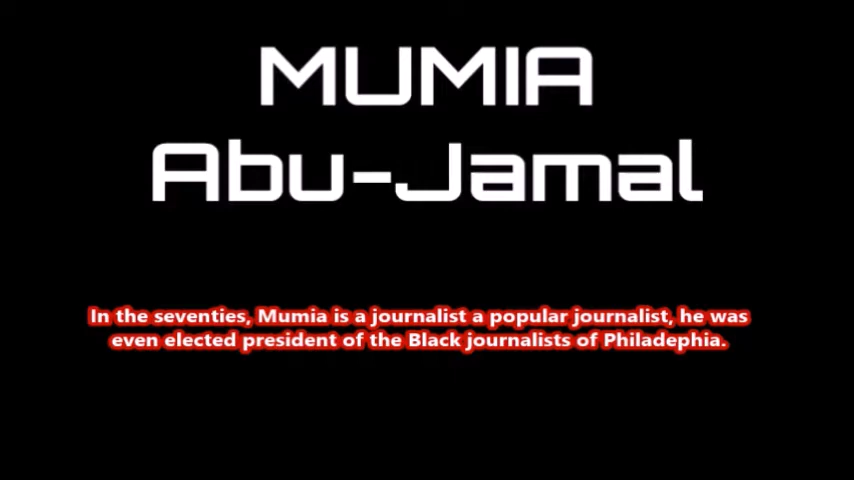 MUMIA
Abu-Jamal
In the seventies, Mumia is a journalist a popular journalist, he was
even elected president of the Black journalists of Philadephia.